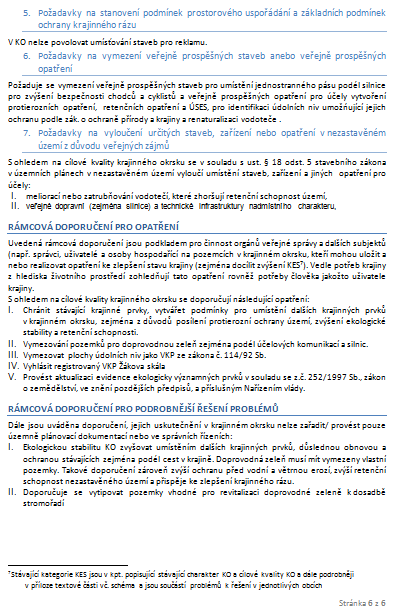 5. Požadavky na stanovení podmínek prostorového uspořádání a základních podmínek
ochrany krajinného rázu
V KO nelze povolovat umísťování staveb pro reklamu.
6. Požadavky na vymezení veřejně prospěšných staveb anebo veřejně prospěšných
opatření
Požaduje se vymezení veřejně prospěšných staveb pro umístění jednostranného pásu podél silnice
pro zvýšení bezpečnosti chodců a cyklistů a veřejně prospěšných opatření pro účely vytvoření
protierozních opatření, retenčních opatření a ÚSES, pro identifikaci údolních niv umožňující jejich
ochranu podle zák. o ochraně přírody a krajiny a renaturalizaci vodoteče .
7. Požadavky na vyloučení určitých staveb, zařízení nebo opatření v nezastavěném
území z důvodu veřejných zájmů
S ohledem na cílové kvality krajinného okrsku se v souladu s ust. § 18 odst. 5 stavebního zákona
v územních plánech v nezastavěném území vyloučí umístění staveb, zařízení a jiných opatření pro
účely:
I. meliorací nebo zatrubňování vodotečí, které zhoršují retenční schopnost území,
II. veřejné dopravní (zejména silnice) a technické infrastruktury nadmístního charakteru,
RÁMCOVÁ DOPORUČENÍ PRO OPATŘENÍ
Uvedená rámcová doporučení jsou podkladem pro činnost orgánů veřejné správy a dalších subjektů
(např. správci, uživatelé a osoby hospodařící na pozemcích v krajinném okrsku, kteří mohou uložit a
nebo realizovat opatření ke zlepšení stavu krajiny (zejména docílit zvýšení KES*). Vedle potřeb krajiny
z hlediska životního prostředí zohledňují tato opatření rovněž potřeby člověka jakožto uživatele
krajiny.
S ohledem na cílové kvality krajinného okrsku se doporučují následující opatření:
I. Chránit stávající krajinné prvky, vytvářet podmínky pro umístění dalších krajinných prvků
v krajinném okrsku, zejména z důvodů posílení protierozní ochrany území, zvýšení ekologické
stability a retenční schopnosti.
II. Vymezování pozemků pro doprovodnou zeleň zejména podél účelových komunikací a silnic.
III. Vymezovat plochy údolních niv jako VKP ze zákona č. 114/92 Sb.
IV. Vyhlásit registrovaný VKP Žákova skála
V. Provést aktualizaci evidence ekologicky významných prvků v souladu se z.č. 252/1997 Sb., zákon
o zemědělství, ve znění pozdějších předpisů, a příslušným Nařízením vlády.
RÁMCOVÁ DOPORUČENÍ PRO PODROBNĚJŠÍ ŘEŠENÍ PROBLÉMŮ
Dále jsou uváděna doporučení, jejich uskutečnění v krajinném okrsku nelze zařadit/ provést pouze
územně plánovací dokumentací nebo ve správních řízeních:
I. Ekologickou stabilitu KO zvyšovat umístěním dalších krajinných prvků, důslednou obnovou a
ochranou stávajících zejména podél cest v krajině. Doprovodná zeleň musí mít vymezeny vlastní
pozemky. Takové doporučení zároveň zvýší ochranu před vodní a větrnou erozí, zvýší retenční
schopnost nezastavěného území a přispěje ke zlepšení krajinného rázu.
II. Doporučuje se vytipovat pozemky vhodné pro revitalizaci doprovodné zeleně k dosadbě
stromořadí
*Stávající kategorie KES jsou v kpt. popisující stávající charakter KO a cílové kvality KO a dále podrobněji
v příloze textové části vč. schéma a jsou součástí problémů k řešení v jednotlivých obcích
Stránka 6 z 6